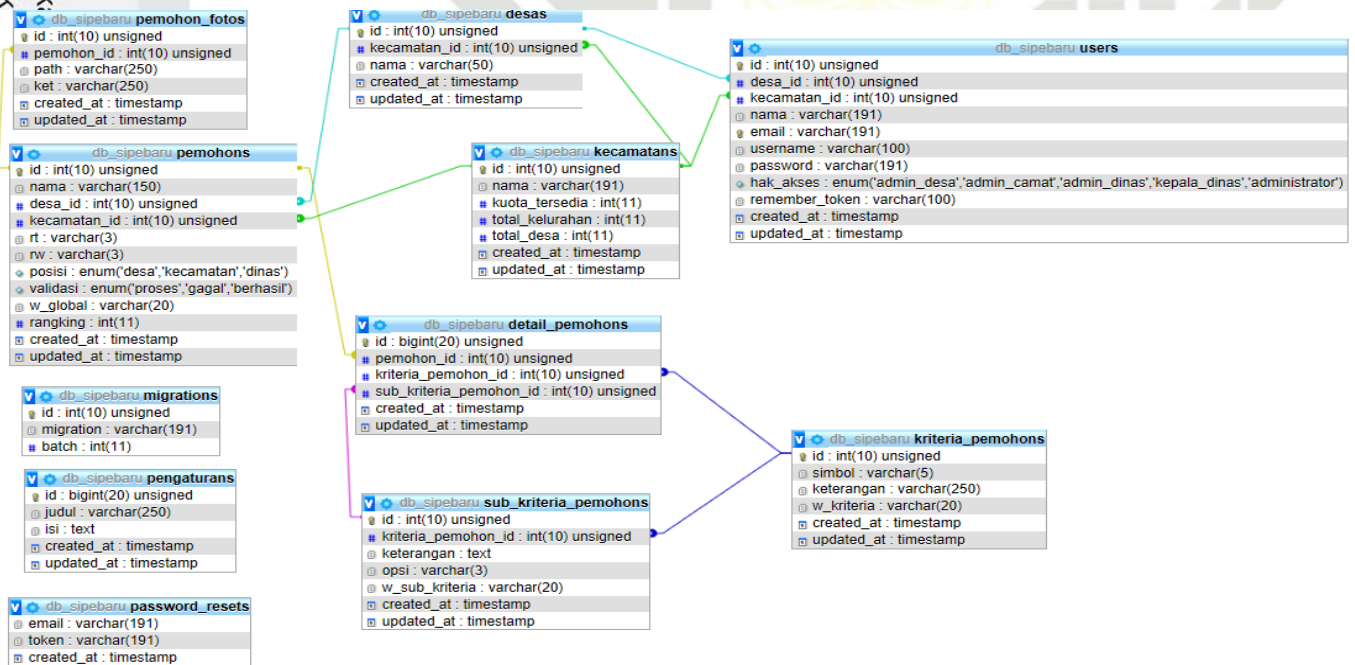 db_sipebaru pemohon_fotos
id : int(10) unsigned
pemohon_id : int(10) unsigned
path : varchar(250)
ket : varchar(250)
created_at : timestamp
updated_at : timestamp
db_sipebaru desas
id : int(10) unsigned
kecamatan_id : int(10) unsigned
nama : varchar(50)
created_at : timestamp
updated_at : timestamp
db_sipebaru users
id : int(10) unsigned
desa_id : int(10) unsigned
kecamatan_id : int(10) unsigned
nama : varchar(191)
email : varchar(191)
username : varchar(100)
password : varchar(191)
hak_akses : enum('admin_desa','admin_camat','admin_dinas','kepala_dinas','administrator')
remember_token : varchar(100)
created_at : timestamp
updated_at : timestamp
db_sipebaru pemohons
id : int(10) unsigned
nama : varchar(150)
desa_id : int(10) unsigned
kecamatan_id : int(10) unsigned
rt : varchar(3)
rw : varchar(3)
posisi : enum('desa','kecamatan','dinas')
validasi : enum('proses','gagal','berhasil')
w_global : varchar(20)
rangking : int(11)
created_at : timestamp
updated_at : timestamp
db_sipebaru kecamatans
id : int(10) unsigned
nama : varchar(191)
kuota_tersedia : int(11)
total_kelurahan : int(11)
total_desa : int(11)
created_at : timestamp
updated_at : timestamp
db_sipebaru detail_pemohons
id : bigint(20) unsigned
pemohon_id : int(10) unsigned
kriteria_pemohon_id : int(10) unsigned
sub_kriteria_pemohon_id : int(10) unsigned
created_at : timestamp
updated_at : timestamp
db_sipebaru migrations
id : int(10) unsigned
migration : varchar(191)
batch : int(11)
db_sipebaru kriteria_pemohons
id : int(10) unsigned
simbol : varchar(5)
keterangan : varchar(250)
w_kriteria : varchar(20)
created_at : timestamp
updated_at : timestamp
db_sipebaru pengaturans
id : bigint(20) unsigned
judul : varchar(250)
isi : text
created_at : timestamp
updated_at : timestamp
db_sipebaru sub_kriteria_pemohons
id : int(10) unsigned
kriteria_pemohon_id : int(10) unsigned
keterangan : text
opsi : varchar(3)
w_sub_kriteria : varchar(20)
created_at : timestamp
updated_at : timestamp
db_sipebaru password_resets
email : varchar(191)
token : varchar(191)
created_at : timestamp